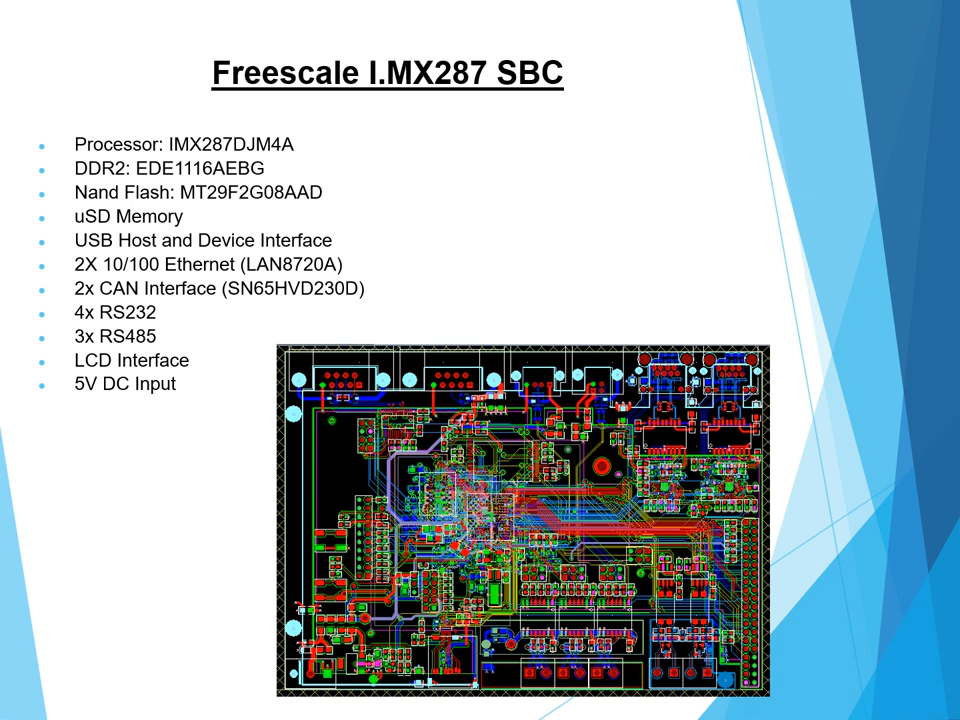 Freescale I.MX287 SBC
Processor: IMX287DJM4A
DDR2: EDE1116AEBG
Nand Flash: MT29F2G08AAD
uSD Memory
USB Host and Device Interface
2X 10/100 Ethernet (LAN8720A)
2x CAN Interface (SN65HVD230D)
4x RS232
3x RS485
LCD Interface
5V DC Input